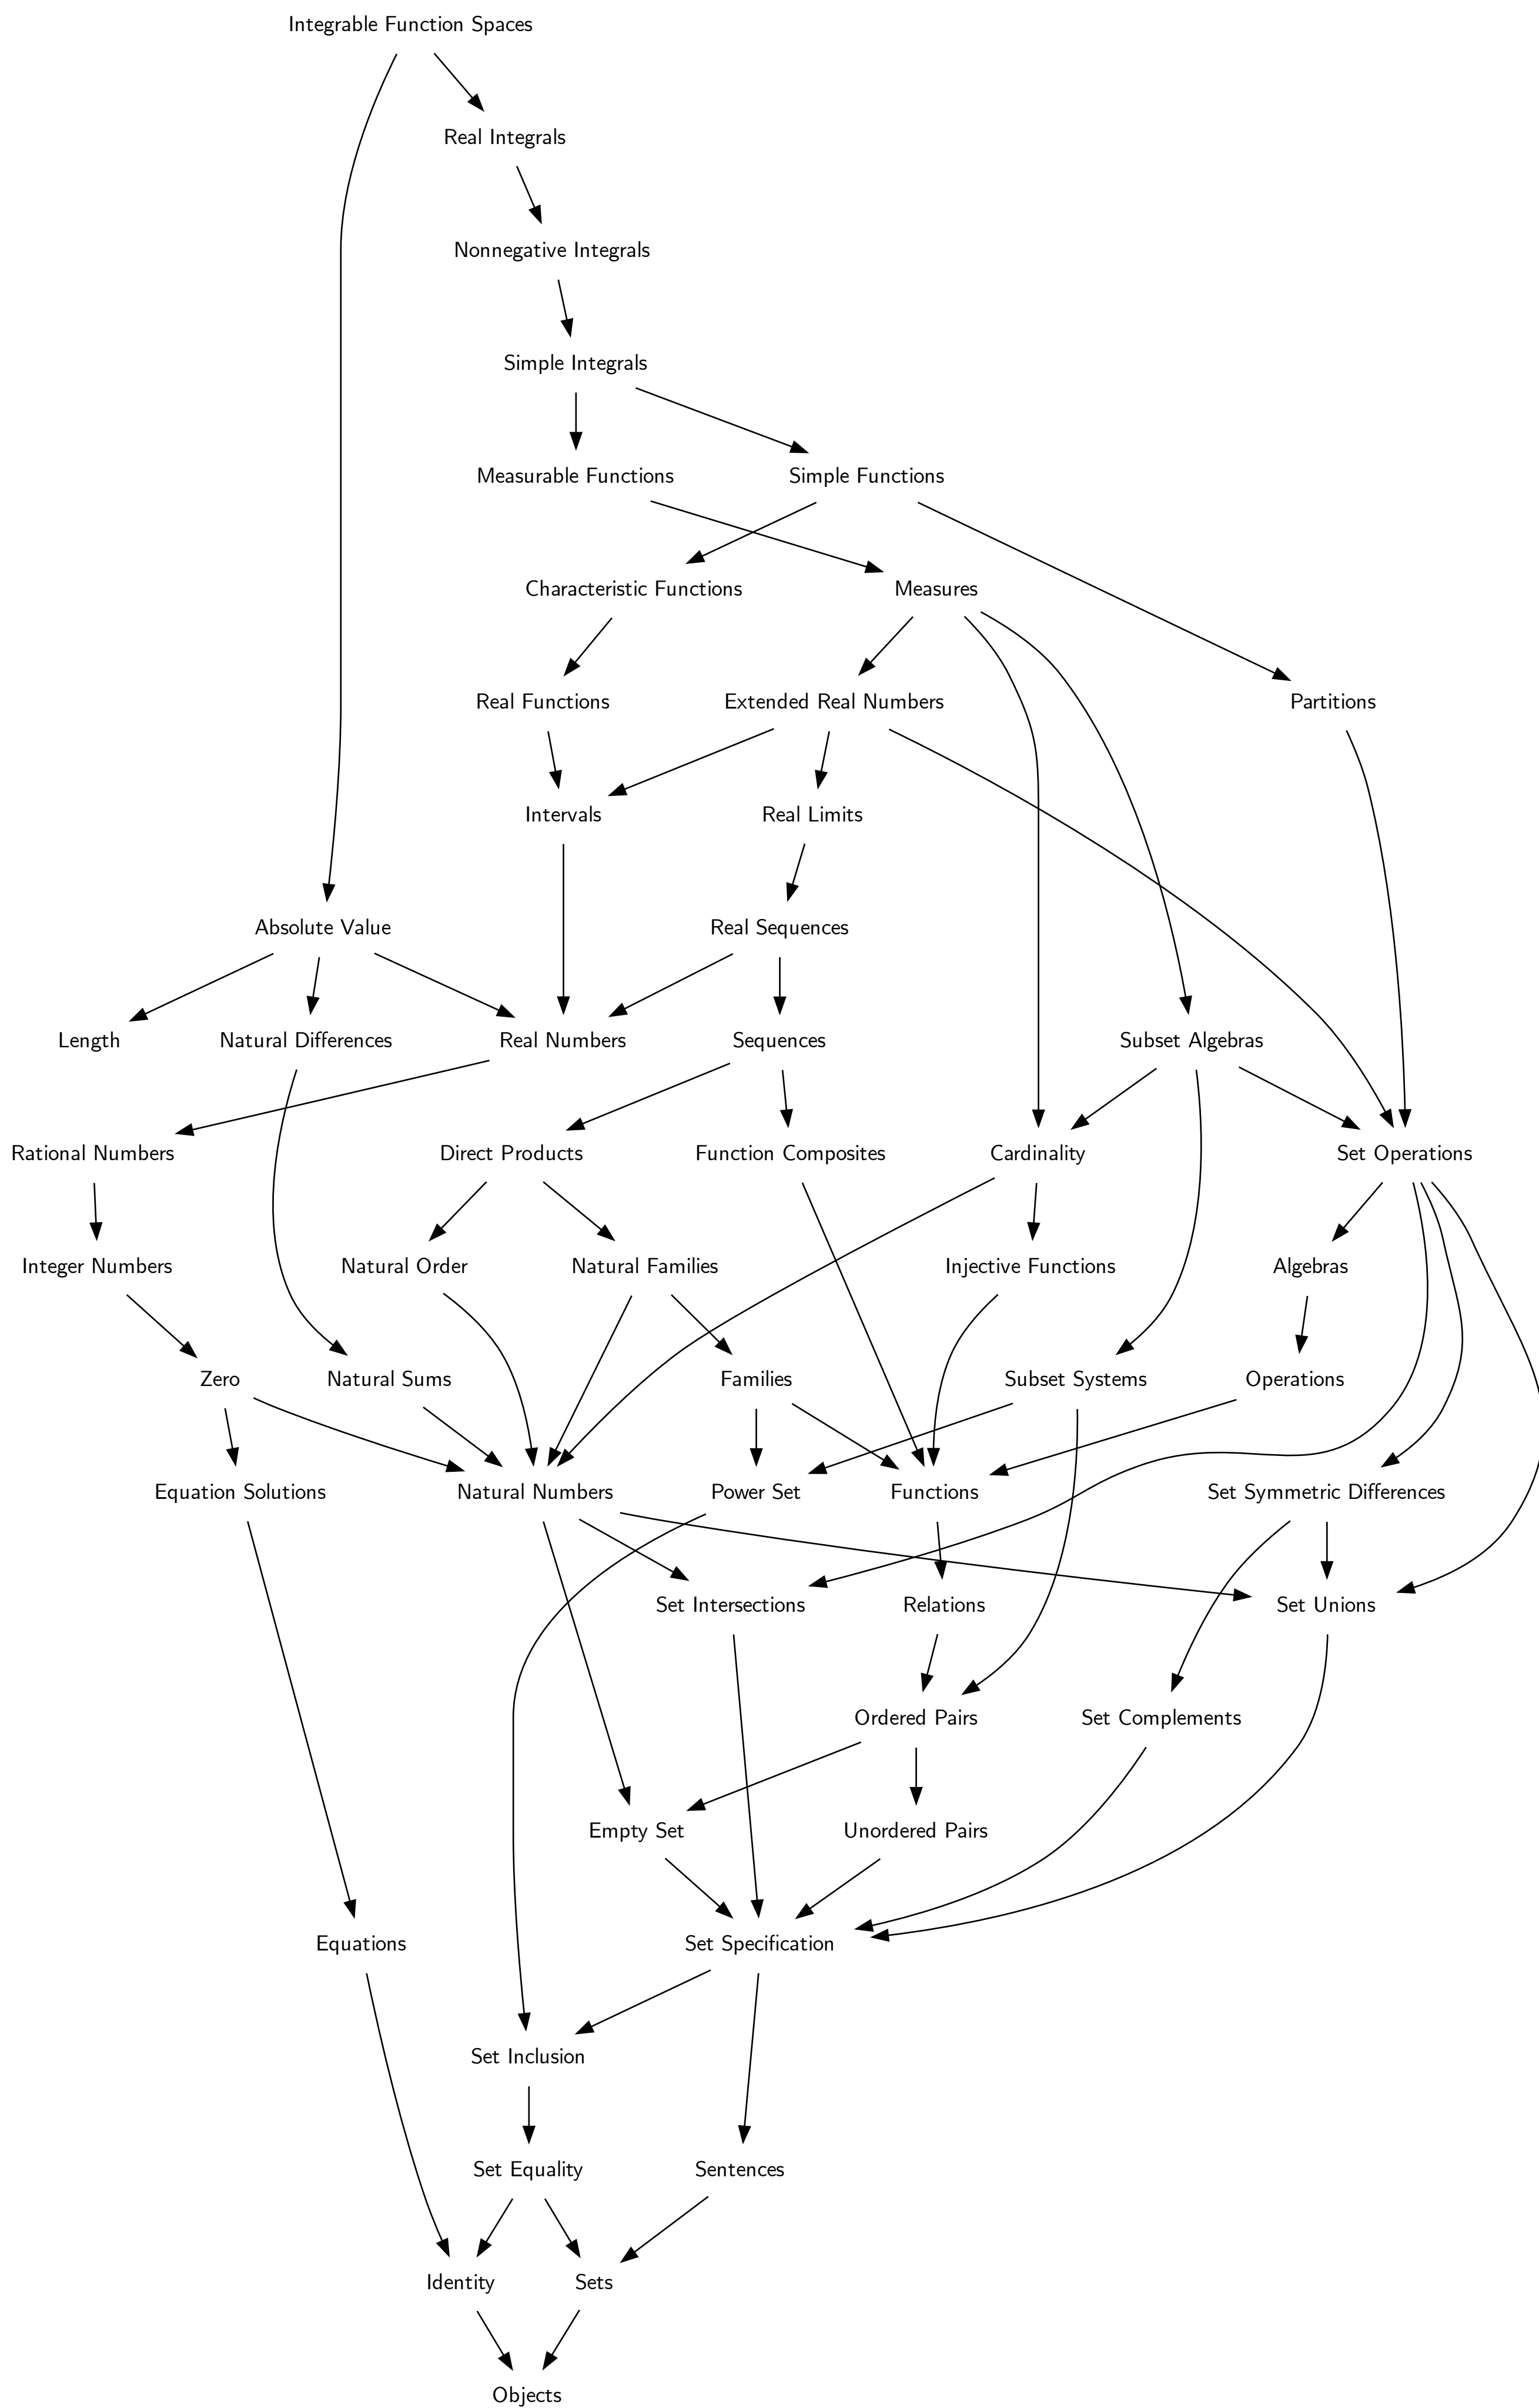 Integrable Function Spaces
Real Integrals
Nonnegative Integrals
Simple Integrals
Measurable Functions
Simple Functions
Characteristic Functions
Measures
Real Functions
Extended Real Numbers
Partitions
Intervals
Real Limits
Absolute Value
Real Sequences
Length
Natural Differences
Real Numbers
Sequences
Subset Algebras
Rational Numbers
Direct Products
Function Composites
Cardinality
Set Operations
Integer Numbers
Natural Order
Natural Families
Injective Functions
Algebras
Zero
Natural Sums
Families
Subset Systems
Operations
Equation Solutions
Natural Numbers
Power Set
Functions
Set Symmetric Differences
Set Intersections
Relations
Set Unions
Ordered Pairs
Set Complements
Empty Set
Unordered Pairs
Equations
Set Specification
Set Inclusion
Set Equality
Sentences
Identity
Sets
Objects